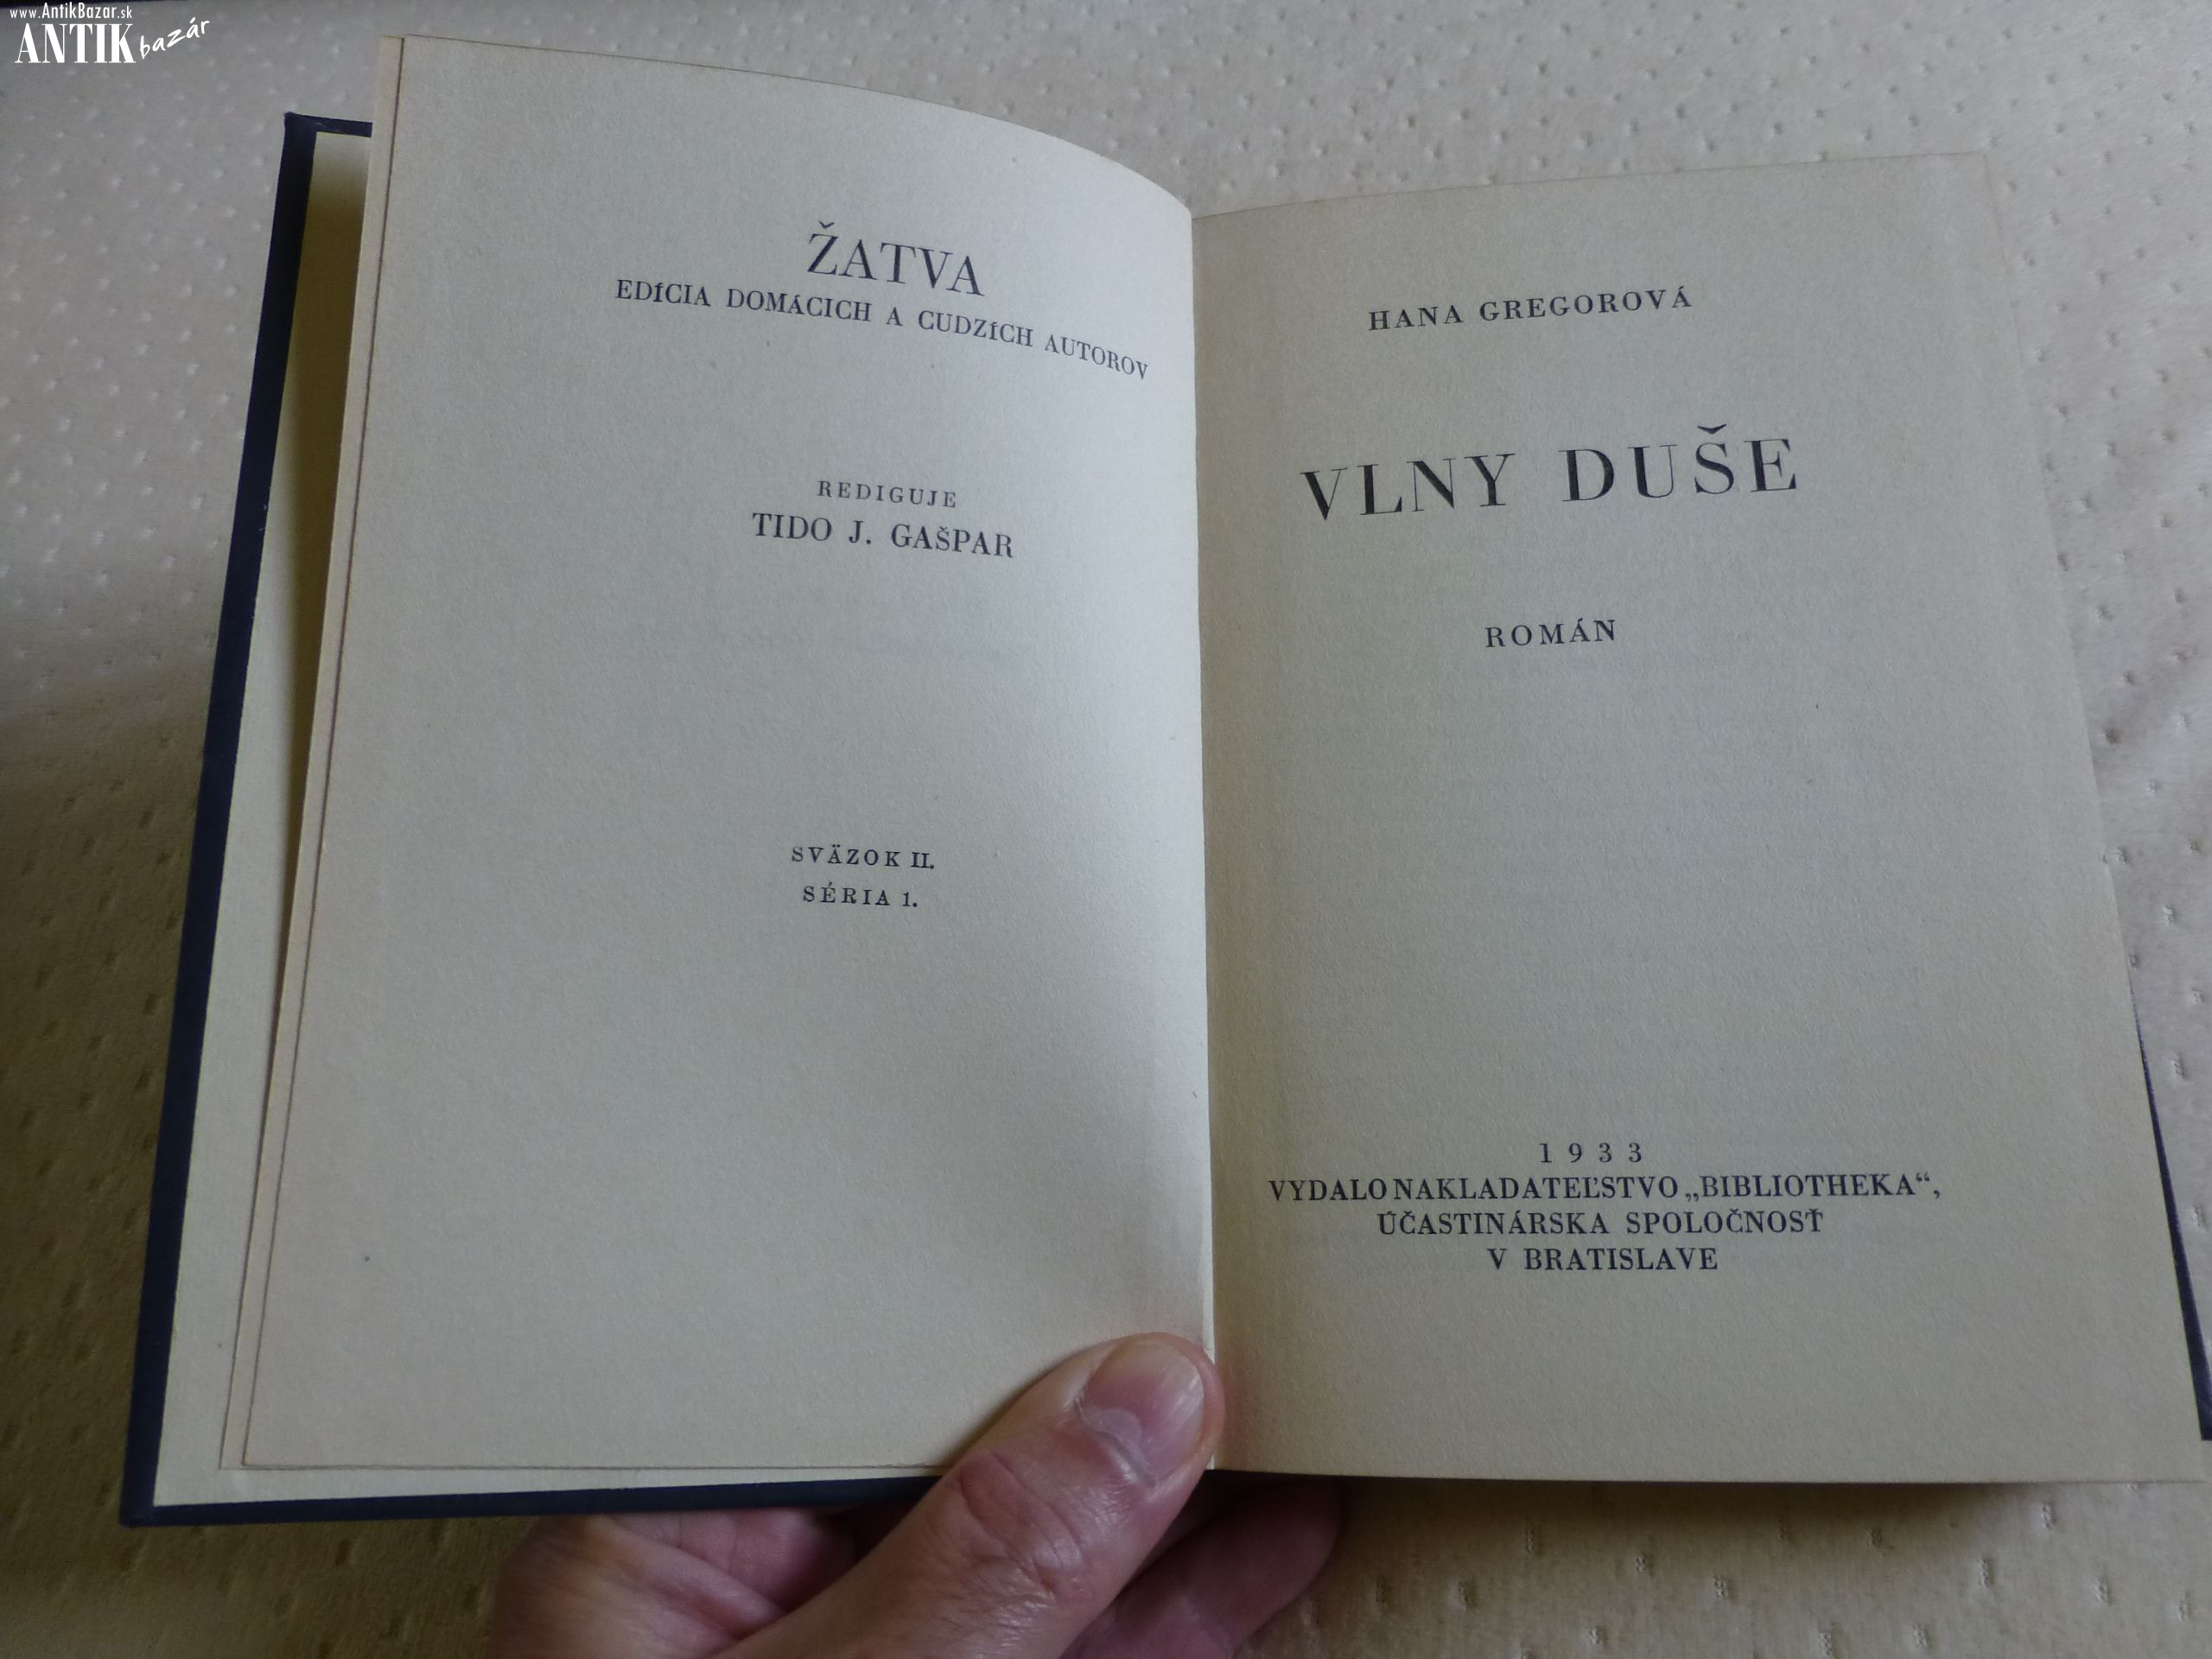 www.AntikBazar.sk
ANTIK bazár
ŽATVA
EDÍCIA DOMÁCICH A CUDZÍCH AUTOROV
REDIGUJE
TIDO J. GAŠPAR
SVÄZOK II.
SÉRIA 1.
HANA GREGOROVÁ
VLNY DUŠE
ROMÁN
1933
VYDALO NAKLADATEĽSTVO „BIBLIOTHEKA“,
ÚČASTINÁRSKA SPOLOČNOSŤ
V BRATISLAVE